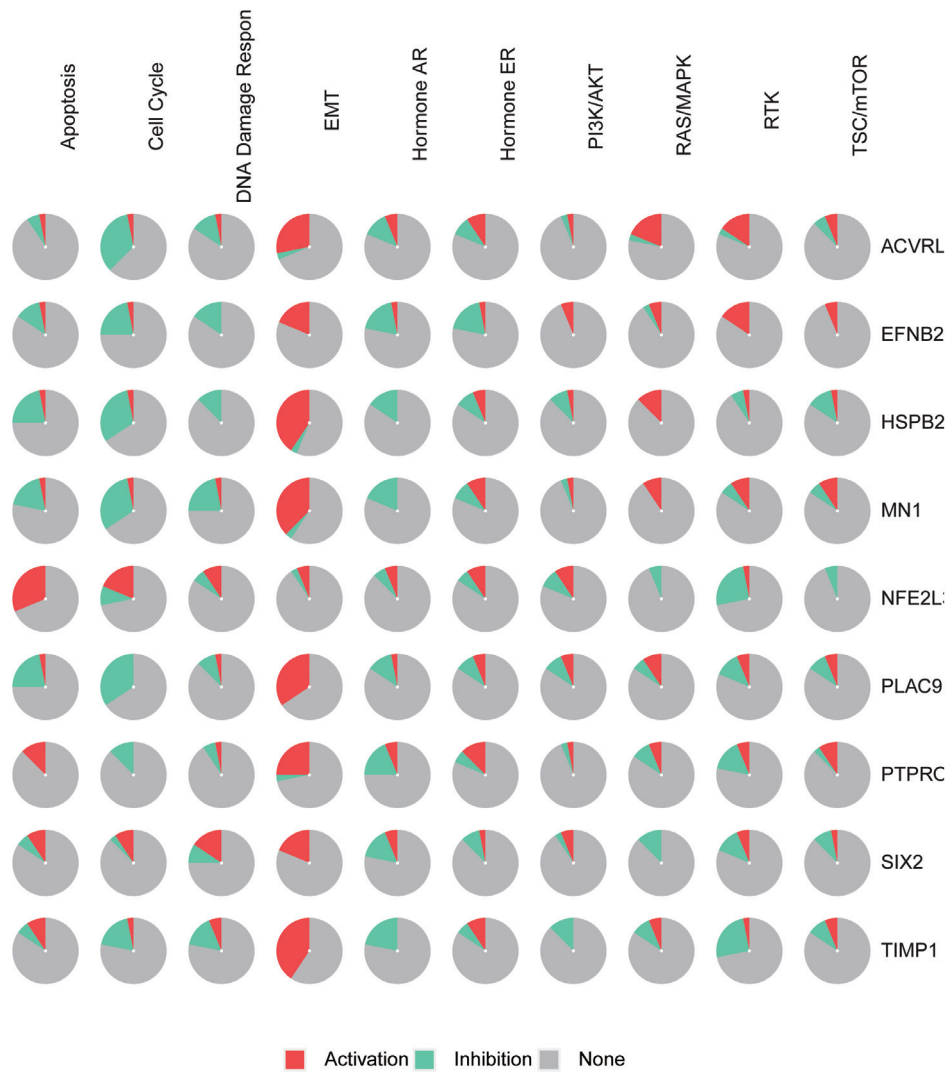 Apoptosis
Cell Cycle
DNA Damage Respon
EMT
Hormone AR
Hormone ER
PI3K/AKT
RAS/MAPK
RTK
TSC/mTOR
ACVRL
EFNB2
HSPB2
MN1
NFE2L3
PLAC9
PTPRC
SIX2
TIMP1
Activation
Inhibition
None